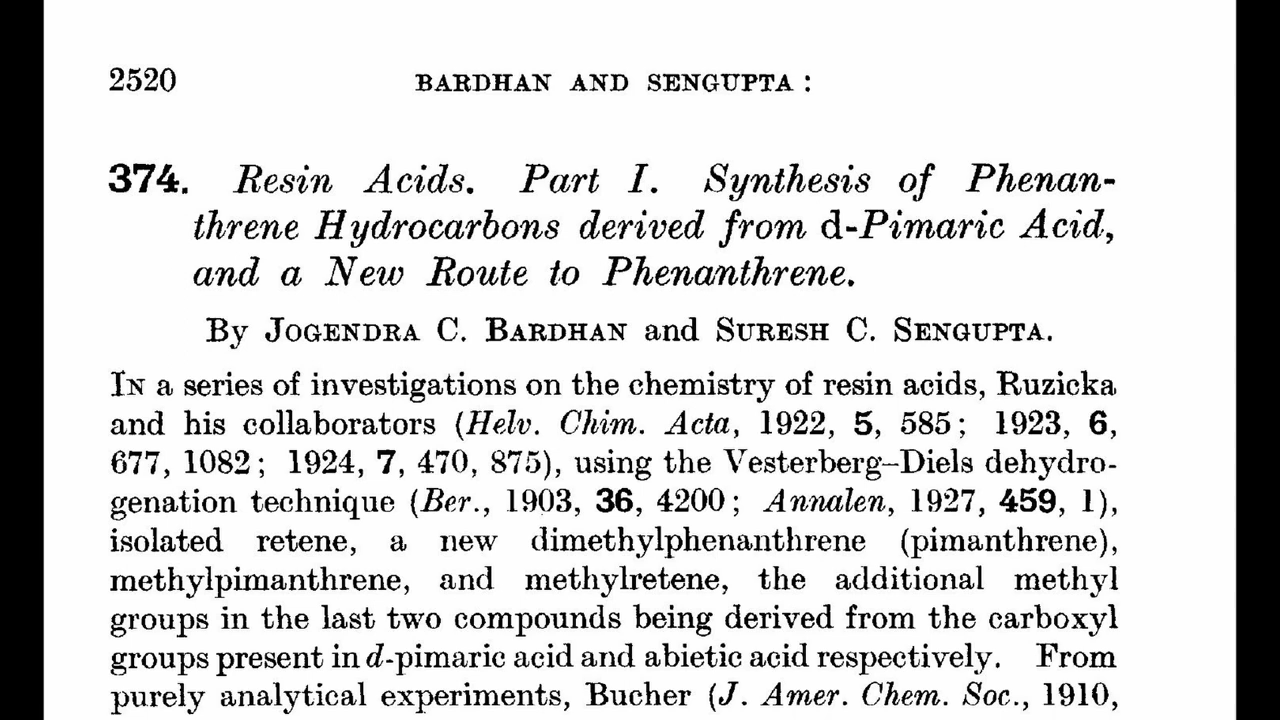 2520 BARDHAN AND SENGUPTA :
374. Resin Acids. Part I. Synthesis of Phenan-
threne Hydrocarbons derived from d-Pimaric Acid,
and a New Route to Phenanthrene.
By JOGENDRA C. BARDHAN and SURESH C. SENGUPTA.
IN a series of investigations on the chemistry of resin acids, Ruzicka
and his collaborators (Helv. Chim. Acta, 1922, 5, 585; 1923, 6,
677, 1082; 1924, 7, 470, 875), using the Vesterberg–Diels dehydro-
genation technique (Ber., 1903, 36, 4200; Annalen, 1927, 459, 1),
isolated retene, a new dimethylphenanthrene (pimanthrene),
methylpimanthrene, and methylretene, the additional methyl
groups in the last two compounds being derived from the carboxyl
groups present in d-pimaric acid and abietic acid respectively. From
purely analytical experiments, Bucher (J. Amer. Chem. Soc., 1910,